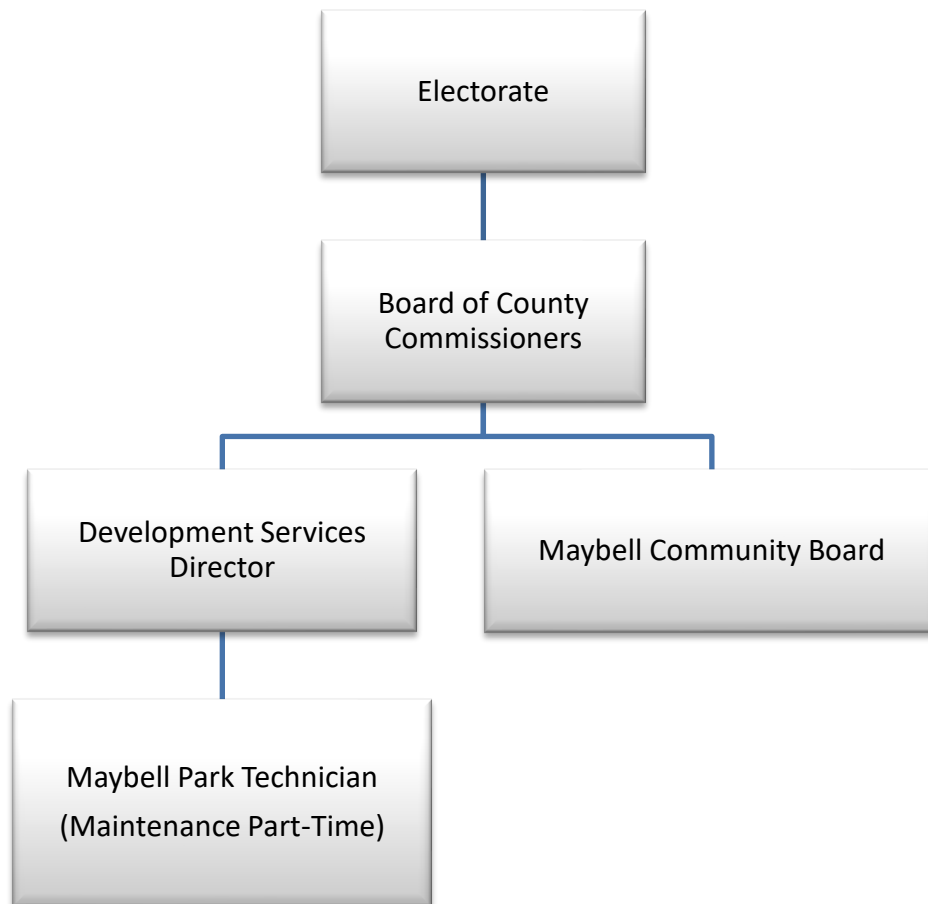 Electorate
Board of County
Commissioners
Development Services
Director
Maybell Community Board
Maybell Park Technician
(Maintenance Part-Time)